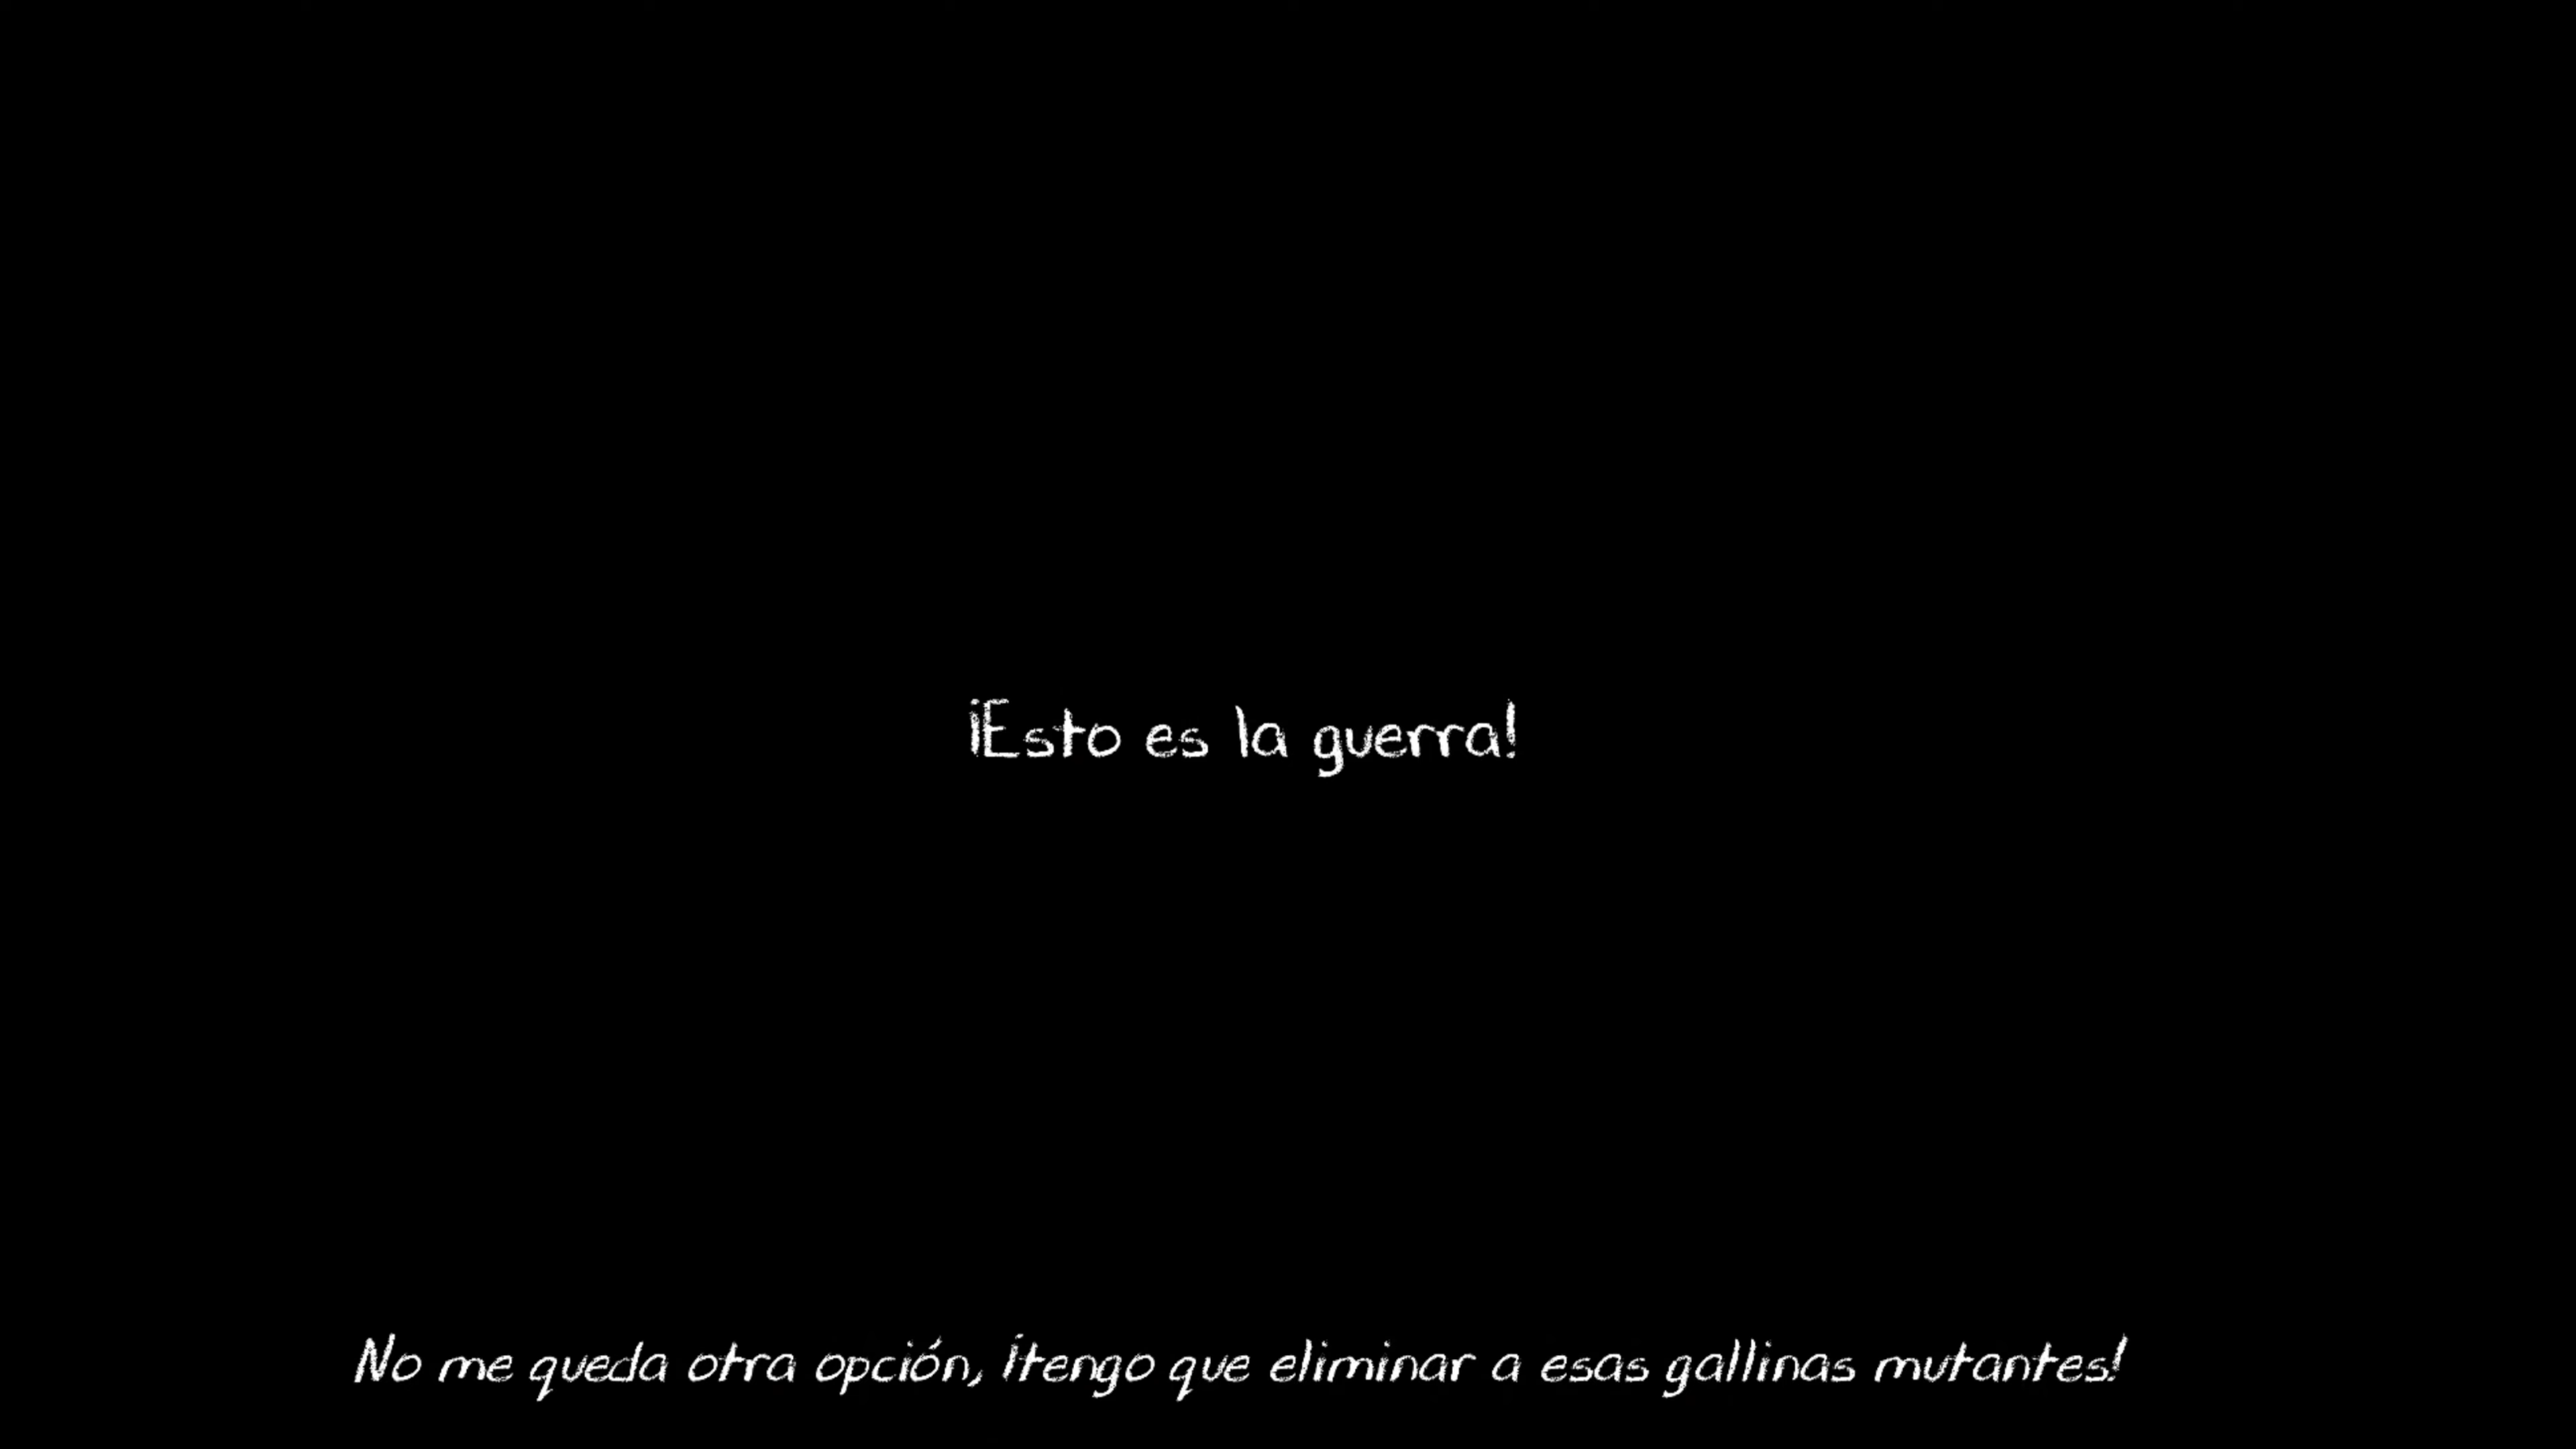 ¡Esto es la guerra!
No me queda otra opción, ¡tengo que eliminar a esas gallinas mutantes!